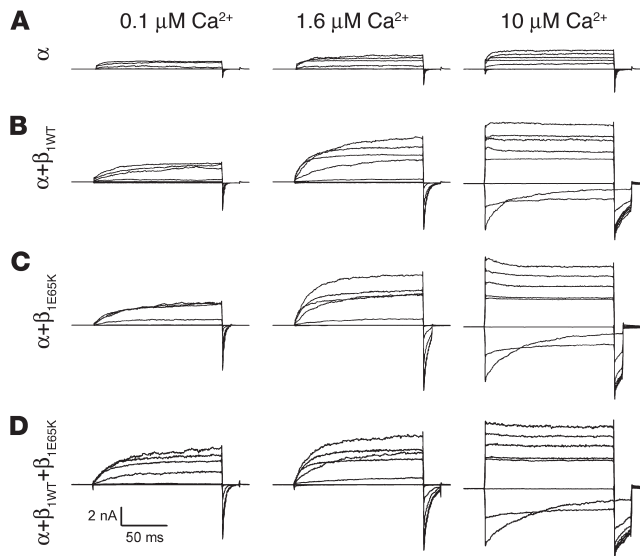 A 0.1 μM Ca²⁺ 1.6 μM Ca²⁺ 10 μM Ca²⁺
α
B
α+β₁WT
C
α+β₁E65K
D
α+β₁WT+β₁E65K
2 nA
50 ms